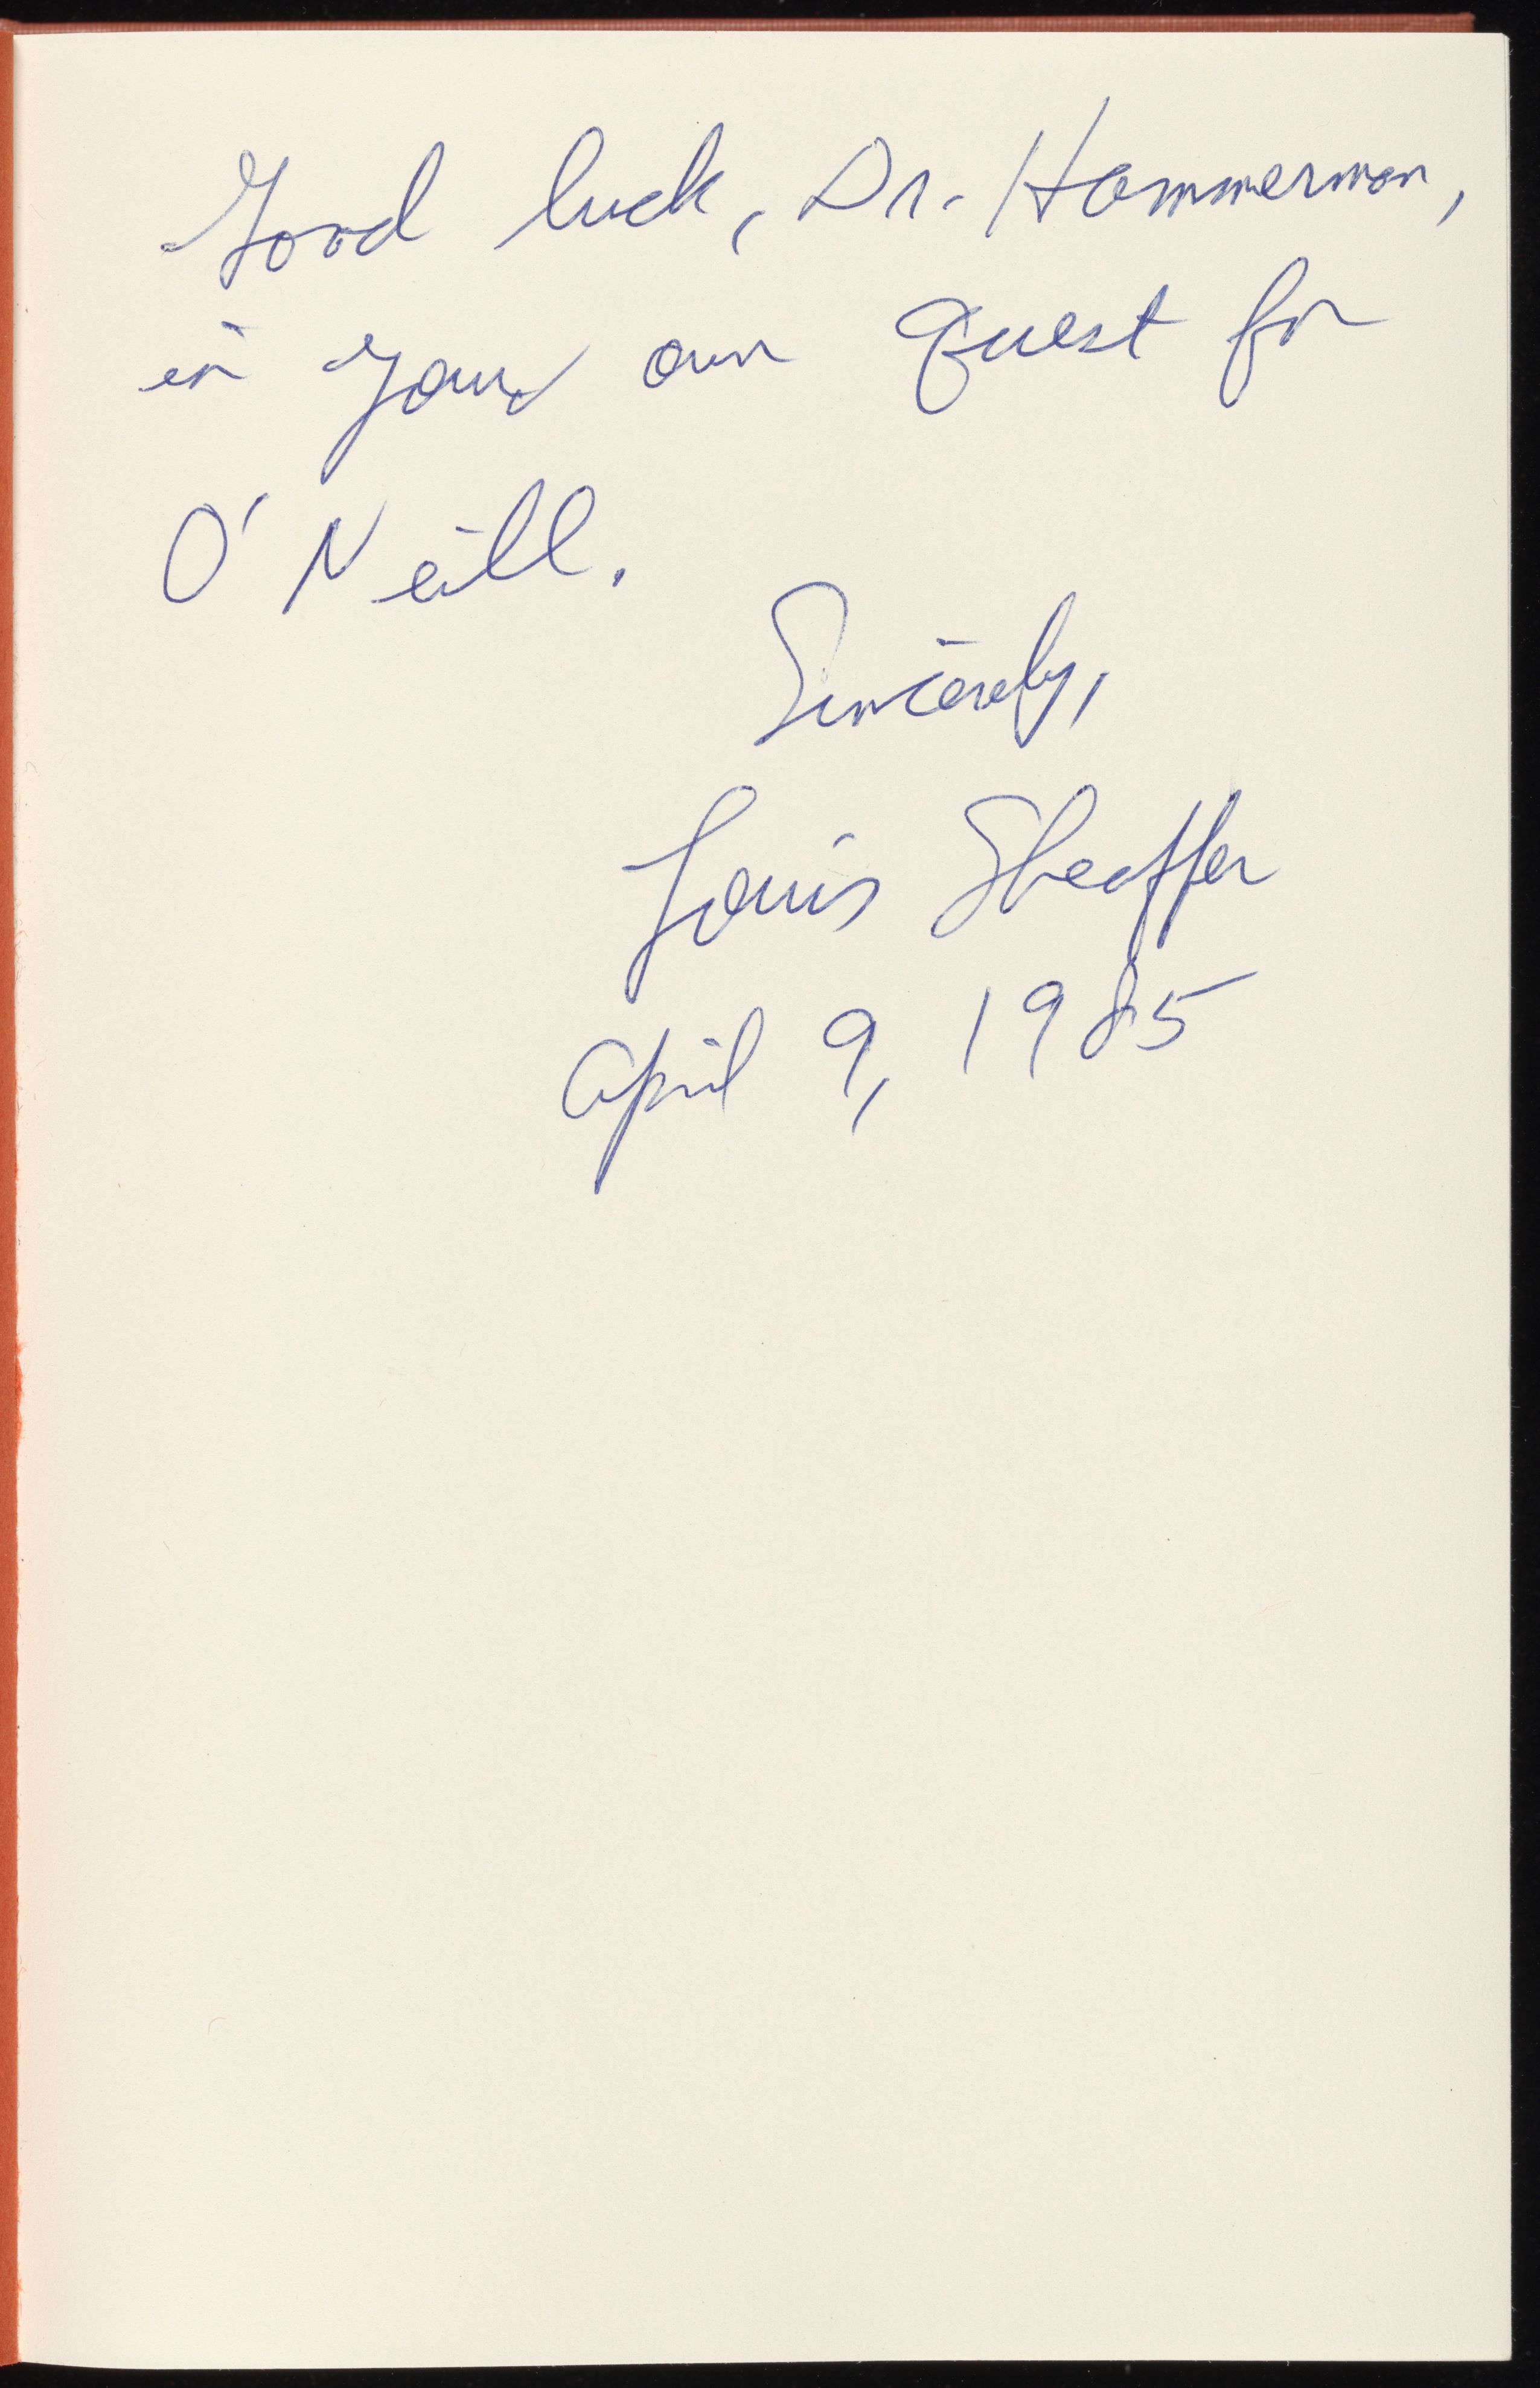 Good luck, Dr. Hammerman,
in your own quest for
O'Neill.
Sincerely,
Louis Sheaffer
April 9, 1985